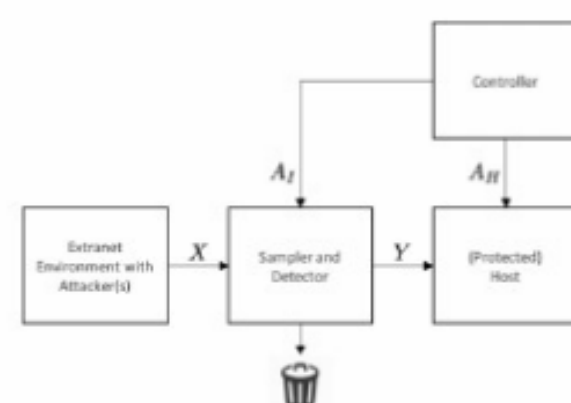 Controller
A_I
A_H
Extranet
Environment with
Attacker(s)
X
Sampler and
Detector
Y
(Protected)
Host